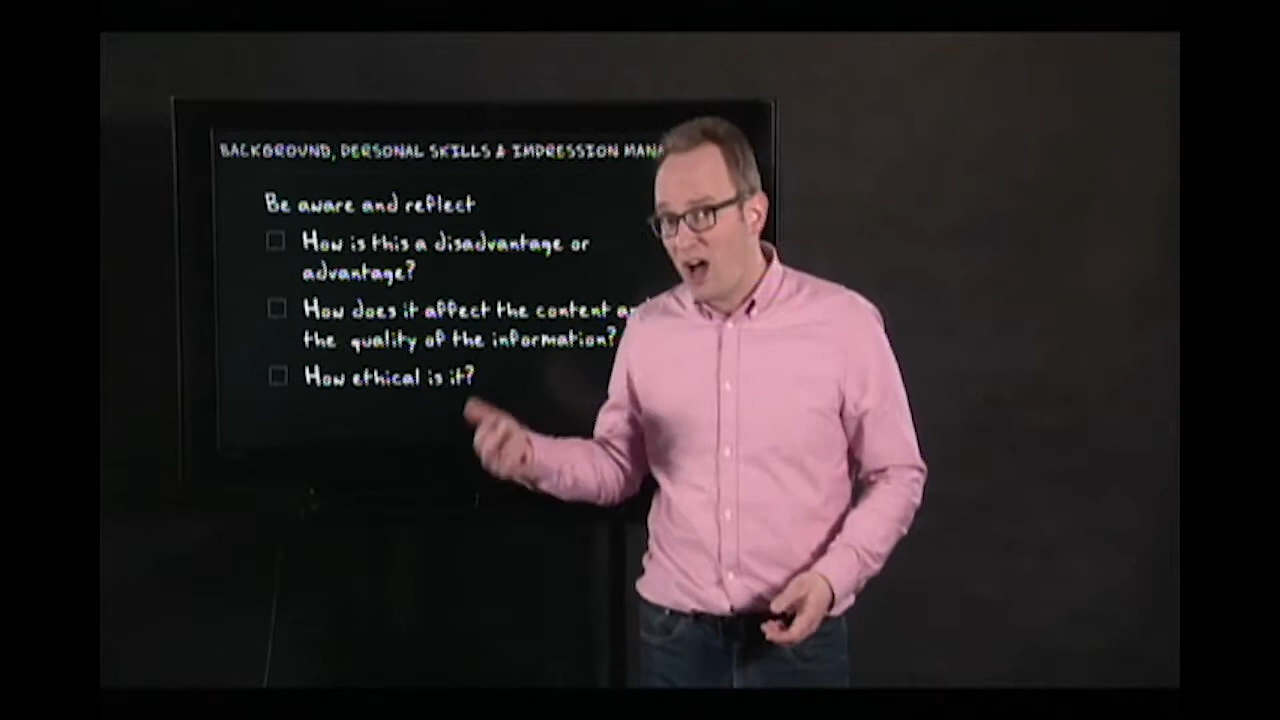 BACKGROUND, PERSONAL SKILLS & IMPRESSION
Be aware and reflect
How is this a disadvantage or
advantage?
How does it affect the content
the quality of the information?
How ethical is it?